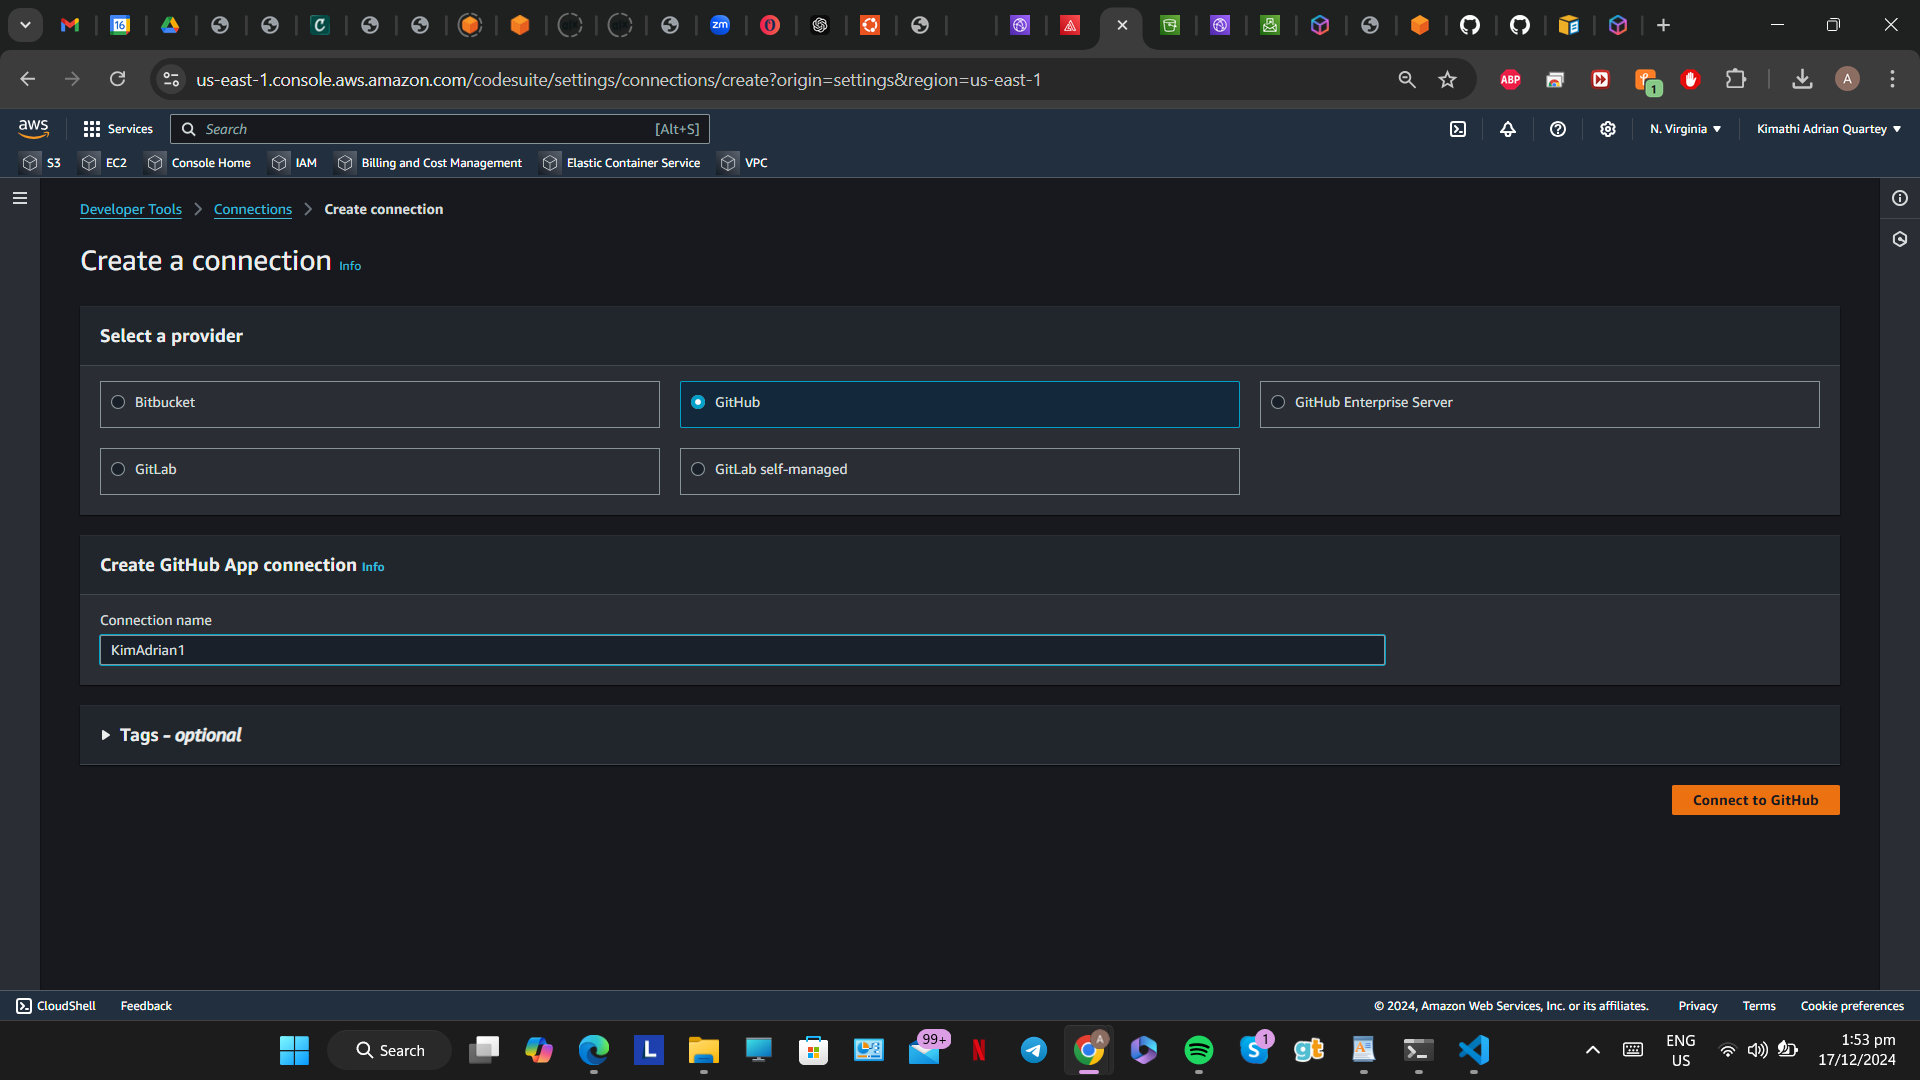 16
C
zm
us-east-1.console.aws.amazon.com/codesuite/settings/connections/create?origin=settings&region=us-east-1
ABP
1
A
aws
Services
Search
[Alt+S]
N. Virginia
Kimathi Adrian Quartey
S3
EC2
Console Home
IAM
Billing and Cost Management
Elastic Container Service
VPC
Developer Tools
Connections
Create connection
Create a connection Info
Select a provider
Bitbucket
GitHub
GitHub Enterprise Server
GitLab
GitLab self-managed
Create GitHub App connection Info
Connection name
KimAdrian1
Tags - optional
Connect to GitHub
CloudShell
Feedback
© 2024, Amazon Web Services, Inc. or its affiliates.
Privacy
Terms
Cookie preferences
Search
L
99+
N
A
S
1
gt
ENG
US
1:53 pm
17/12/2024